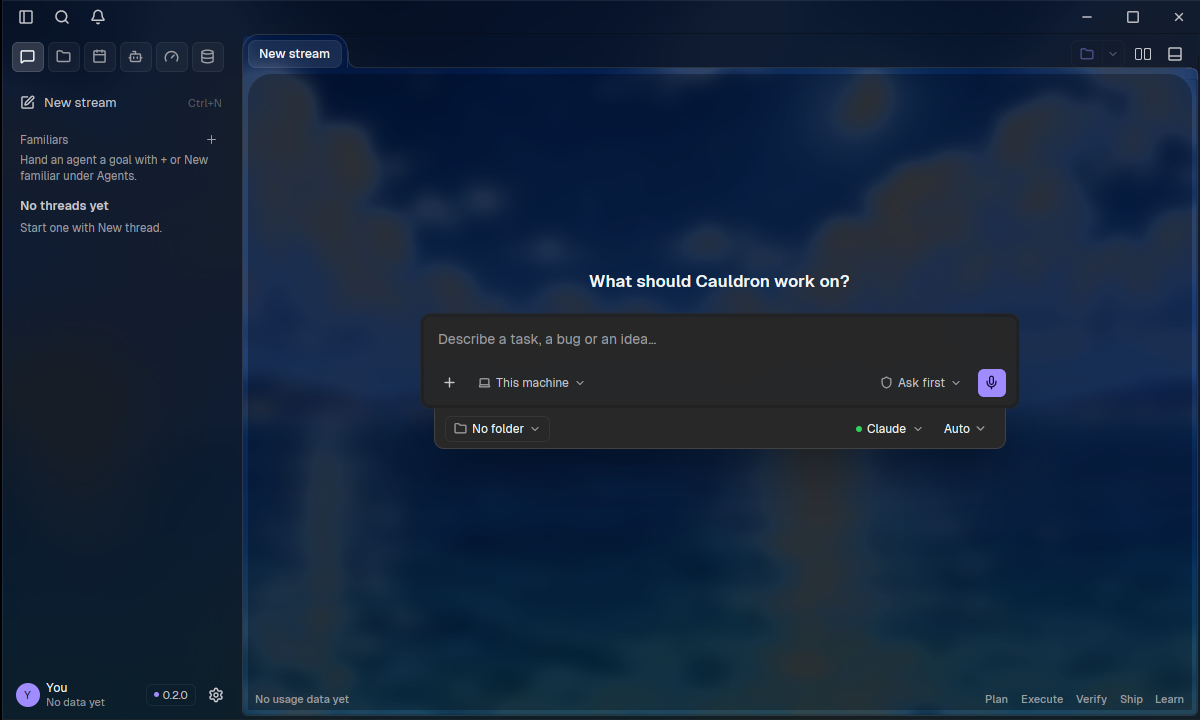 New stream
New stream Ctrl+N
Familiars
Hand an agent a goal with + or New
familiar under Agents.
No threads yet
Start one with New thread.
What should Cauldron work on?
Describe a task, a bug or an idea...
This machine
Ask first
No folder
Claude
Auto
Y
You
No data yet
0.2.0
No usage data yet
Plan Execute Verify Ship Learn